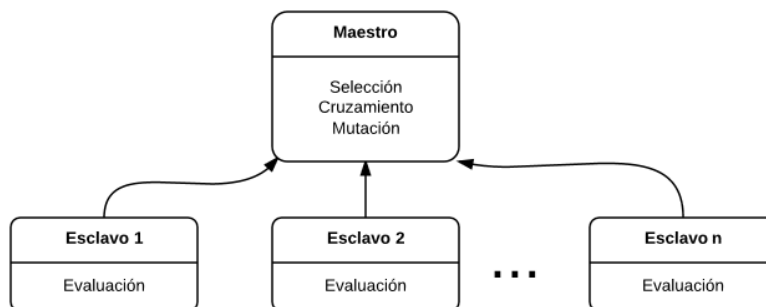 Maestro
Selección
Cruzamiento
Mutación
Esclavo 1
Evaluación
Esclavo 2
Evaluación
...
Esclavo n
Evaluación